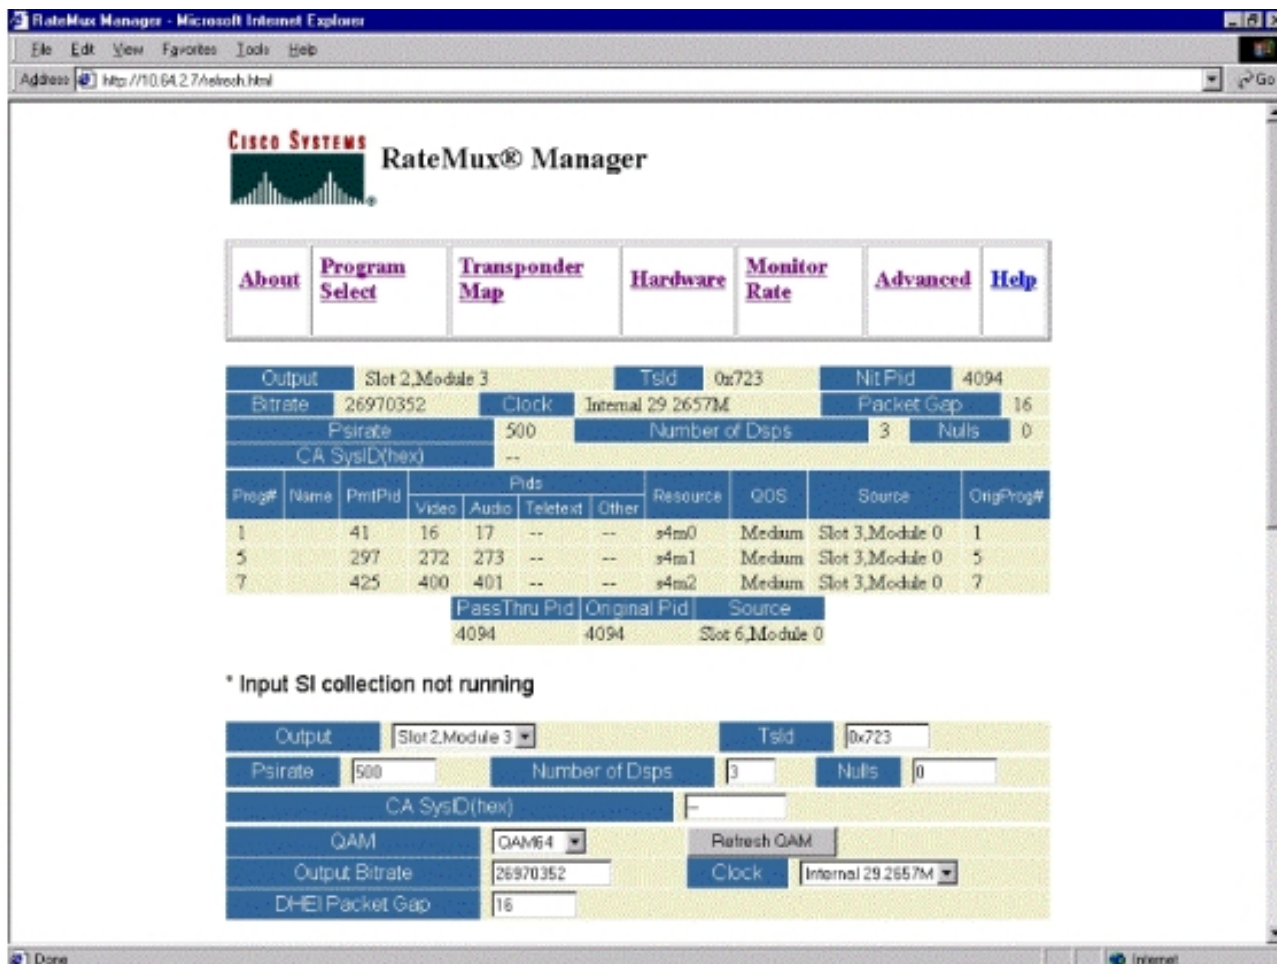 RateMux Manager - Microsoft Internet Explorer
File Edit View Favorites Tools Help
Address http://10.64.2.7/refresh.html Go
CISCO SYSTEMS
RateMux® Manager
About Program Select Transponder Map Hardware Monitor Rate Advanced Help
Output Slot 2,Module 3 TsId 0x723 Nit Pid 4094
Bitrate 26970352 Clock Internal 29.2657M Packet Gap 16
Psirate 500 Number of Dsps 3 Nulls 0
CA SysID(hex) --
Prog# Name PmtPid Pids Resource QOS Source OrigProg#
Video Audio Teletext Other
1 41 16 17 -- -- s4m0 Medium Slot 3,Module 0 1
5 297 272 273 -- -- s4m1 Medium Slot 3,Module 0 5
7 425 400 401 -- -- s4m2 Medium Slot 3,Module 0 7
PassThru Pid Original Pid Source
4094 4094 Slot 6,Module 0
* Input SI collection not running
Output Slot 2,Module 3 TsId 0x723
Psirate 500 Number of Dsps 3 Nulls 0
CA SysID(hex) --
QAM QAM64 Refresh QAM
Output Bitrate 26970352 Clock Internal 29.2657M
DHEI Packet Gap 16
Done Internet